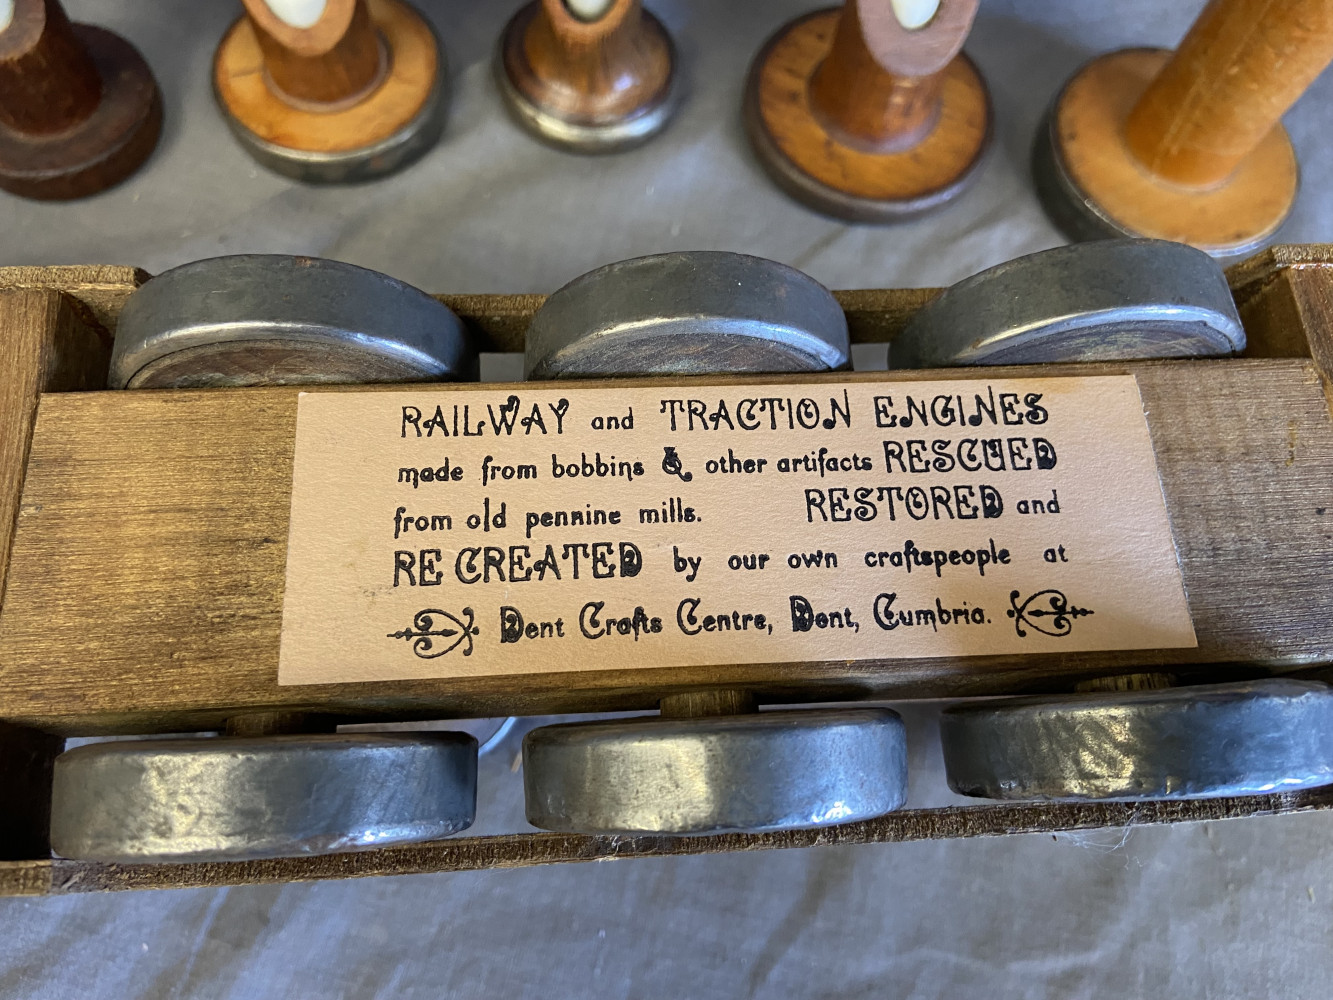 RAILWAY and TRACTION ENGINES
made from bobbins & other artifacts RESCUED
from old pennine mills. RESTORED and
RE CREATED by our own craftspeople at
Dent Crafts Centre, Dent, Cumbria.